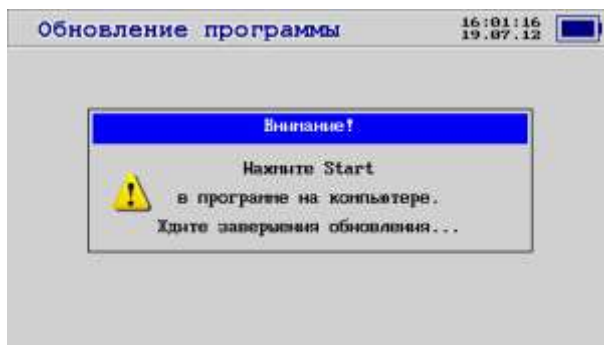 Обновление программы
16:01:16
19.07.12
Внимание!
Нажмите Start
в программе на компьютере.
Ждите завершения обновления...